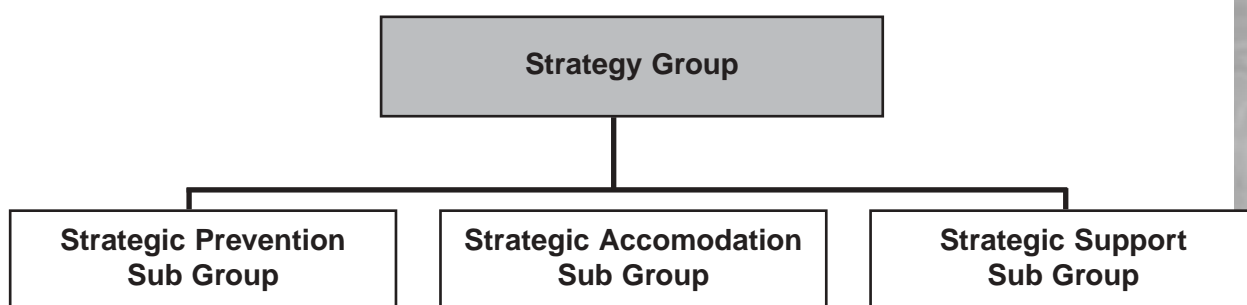 Strategy Group
Strategic Prevention
Sub Group
Strategic Accomodation
Sub Group
Strategic Support
Sub Group